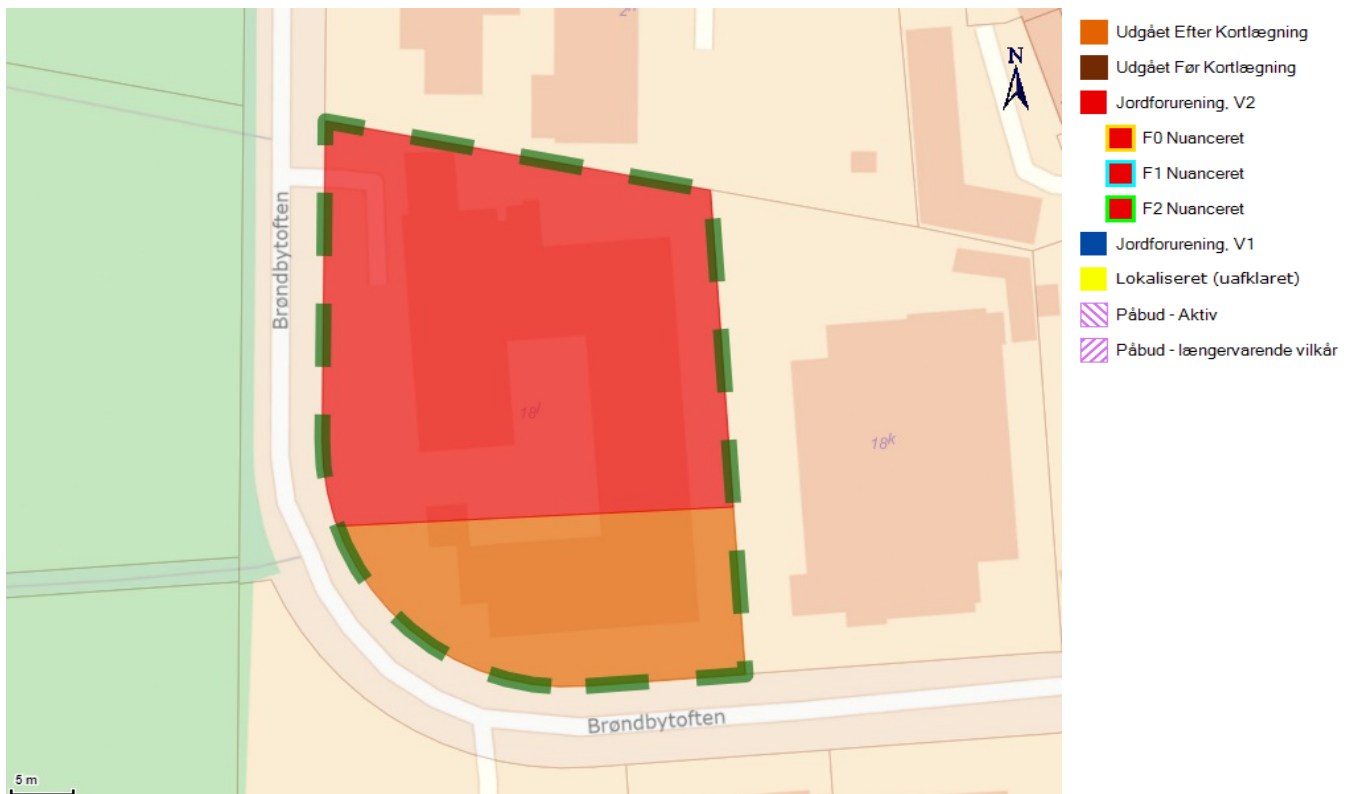 Brøndbytoften
18l
18k
Brøndbytoften
5 m
N
Udgået Efter Kortlægning
Udgået Før Kortlægning
Jordforurening, V2
F0 Nuanceret
F1 Nuanceret
F2 Nuanceret
Jordforurening, V1
Lokaliseret (uafklaret)
Påbud - Aktiv
Påbud - længervarende vilkår